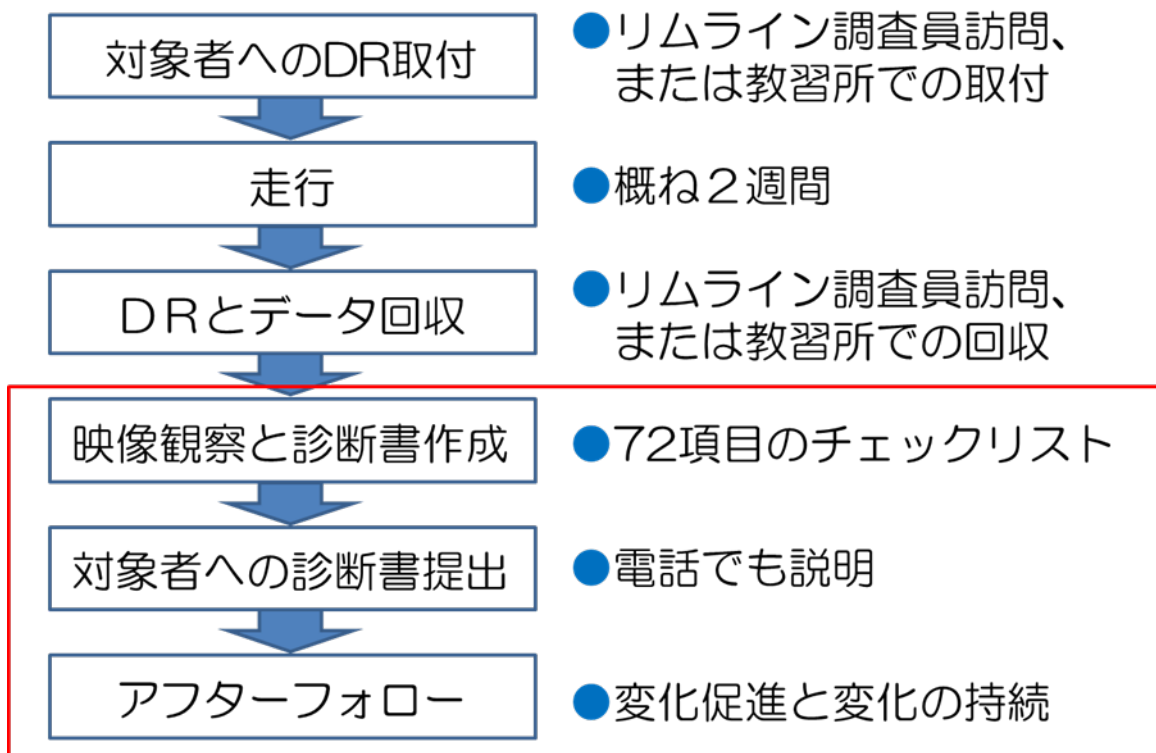 対象者へのDR取付
●リムライン調査員訪問、
または教習所での取付
走行
●概ね２週間
ＤＲとデータ回収
●リムライン調査員訪問、
または教習所での回収
映像観察と診断書作成
●72項目のチェックリスト
対象者への診断書提出
●電話でも説明
アフターフォロー
●変化促進と変化の持続